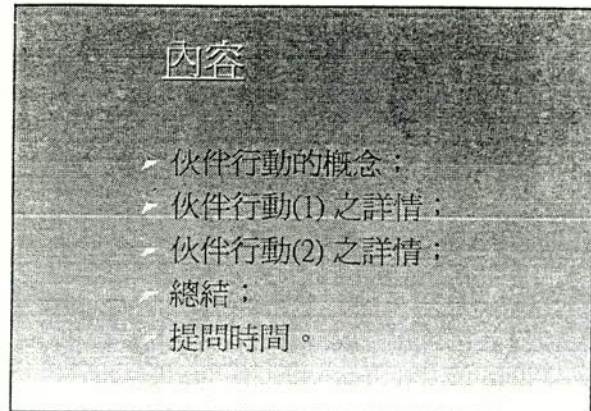 內容
伙伴行動的概念；
伙伴行動(1) 之詳情；
伙伴行動(2) 之詳情；
總結；
提問時間。